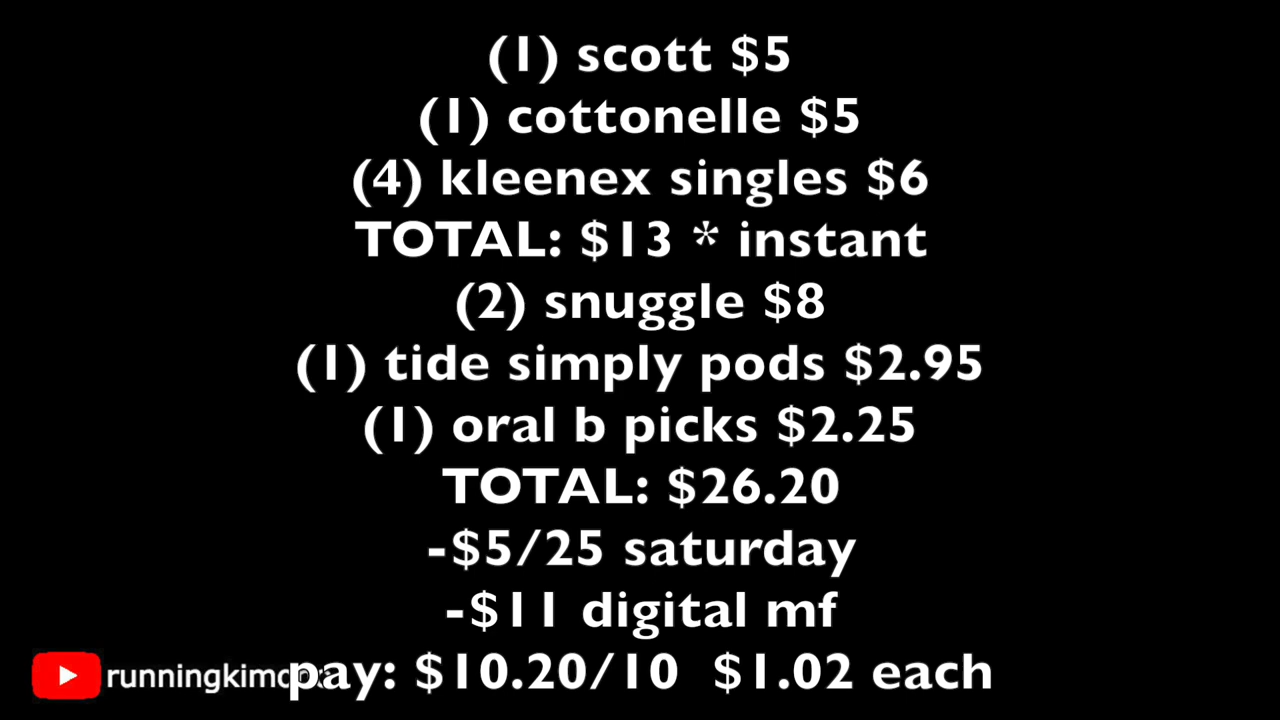 (1) scott $5
(1) cottonelle $5
(4) kleenex singles $6
TOTAL: $13 * instant
(2) snuggle $8
(1) tide simply pods $2.95
(1) oral b picks $2.25
TOTAL: $26.20
-$5/25 saturday
-$11 digital mf
pay: $10.20/10 $1.02 each